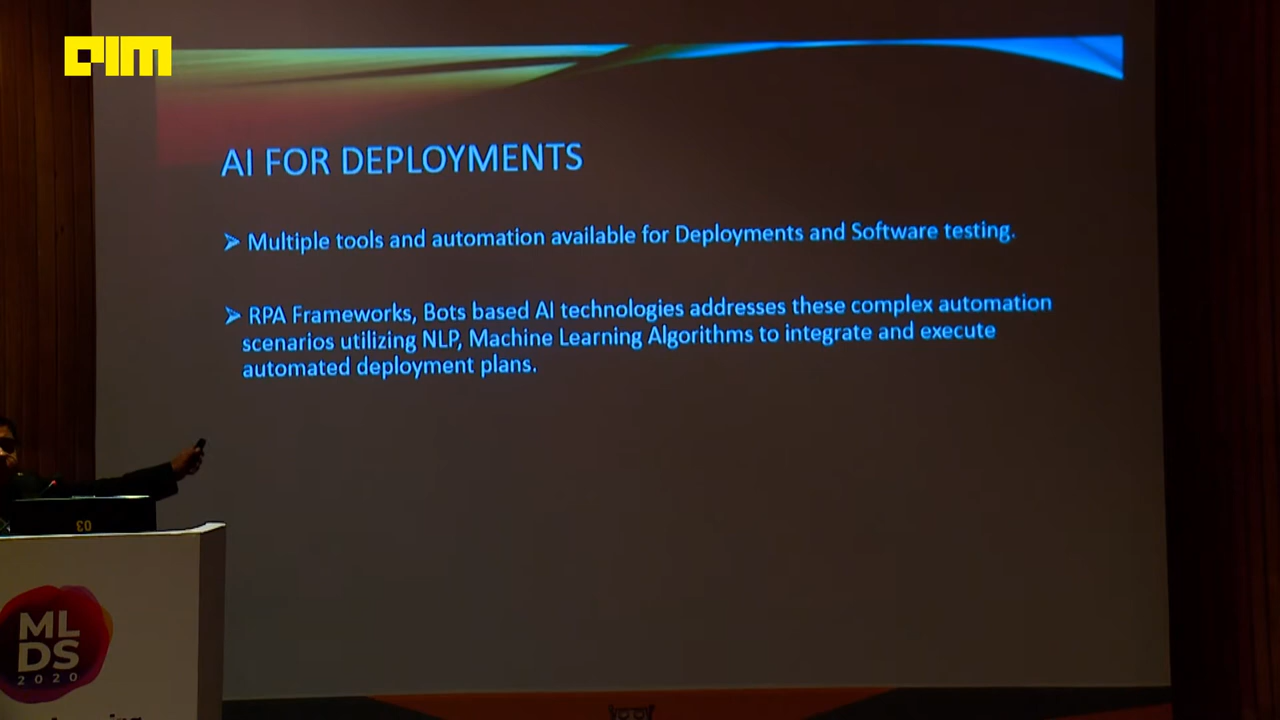 AIM
AI FOR DEPLOYMENTS
Multiple tools and automation available for Deployments and Software testing.
RPA Frameworks, Bots based AI technologies addresses these complex automation
scenarios utilizing NLP, Machine Learning Algorithms to integrate and execute
automated deployment plans.
03
ML
DS
2020